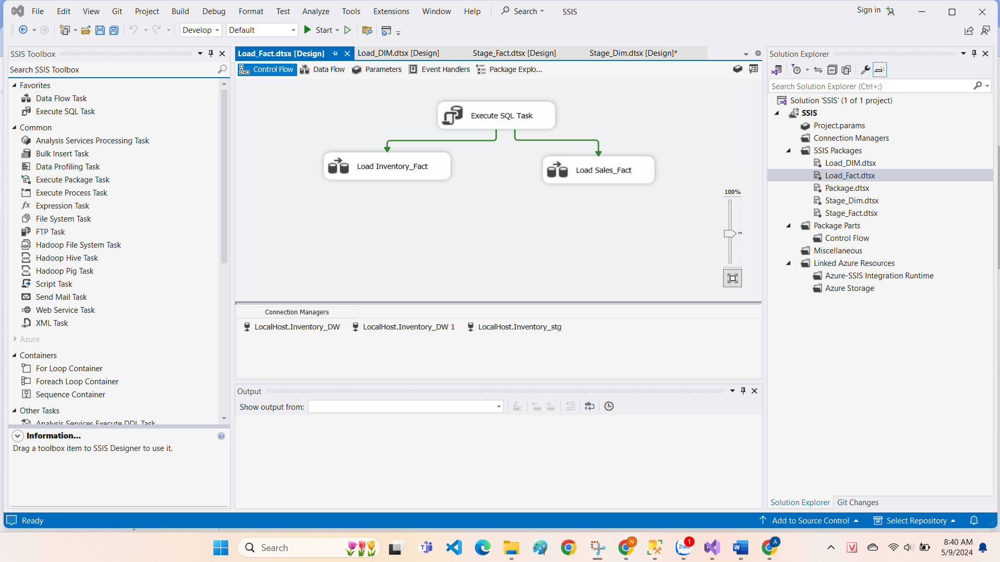 File Edit View Git Project Build Debug Format Test Analyze Tools Extensions Window Help Search SSIS Sign in
Develop Default Start
SSIS Toolbox
Search SSIS Toolbox
Favorites
Data Flow Task
Execute SQL Task
Common
Analysis Services Processing Task
Bulk Insert Task
Data Profiling Task
Execute Package Task
Execute Process Task
Expression Task
File System Task
FTP Task
Hadoop File System Task
Hadoop Hive Task
Hadoop Pig Task
Script Task
Send Mail Task
Web Service Task
XML Task
Azure
Containers
For Loop Container
Foreach Loop Container
Sequence Container
Other Tasks
Analysis Services Execute DDL Task
Information...
Drag a toolbox item to SSIS Designer to use it.
Load_Fact.dtsx [Design] Load_DIM.dtsx [Design] Stage_Fact.dtsx [Design] Stage_Dim.dtsx [Design]*
Control Flow Data Flow Parameters Event Handlers Package Explo...
Execute SQL Task
Load Inventory_Fact
Load Sales_Fact
100%
Connection Managers
LocalHost.Inventory_DW LocalHost.Inventory_DW 1 LocalHost.Inventory_stg
Output
Show output from:
Solution Explorer
Search Solution Explorer (Ctrl+;)
Solution 'SSIS' (1 of 1 project)
SSIS
Project.params
Connection Managers
SSIS Packages
Load_DIM.dtsx
Load_Fact.dtsx
Package.dtsx
Stage_Dim.dtsx
Stage_Fact.dtsx
Package Parts
Control Flow
Miscellaneous
Linked Azure Resources
Azure-SSIS Integration Runtime
Azure Storage
Solution Explorer Git Changes
Ready Add to Source Control Select Repository
Search
8:40 AM
5/9/2024